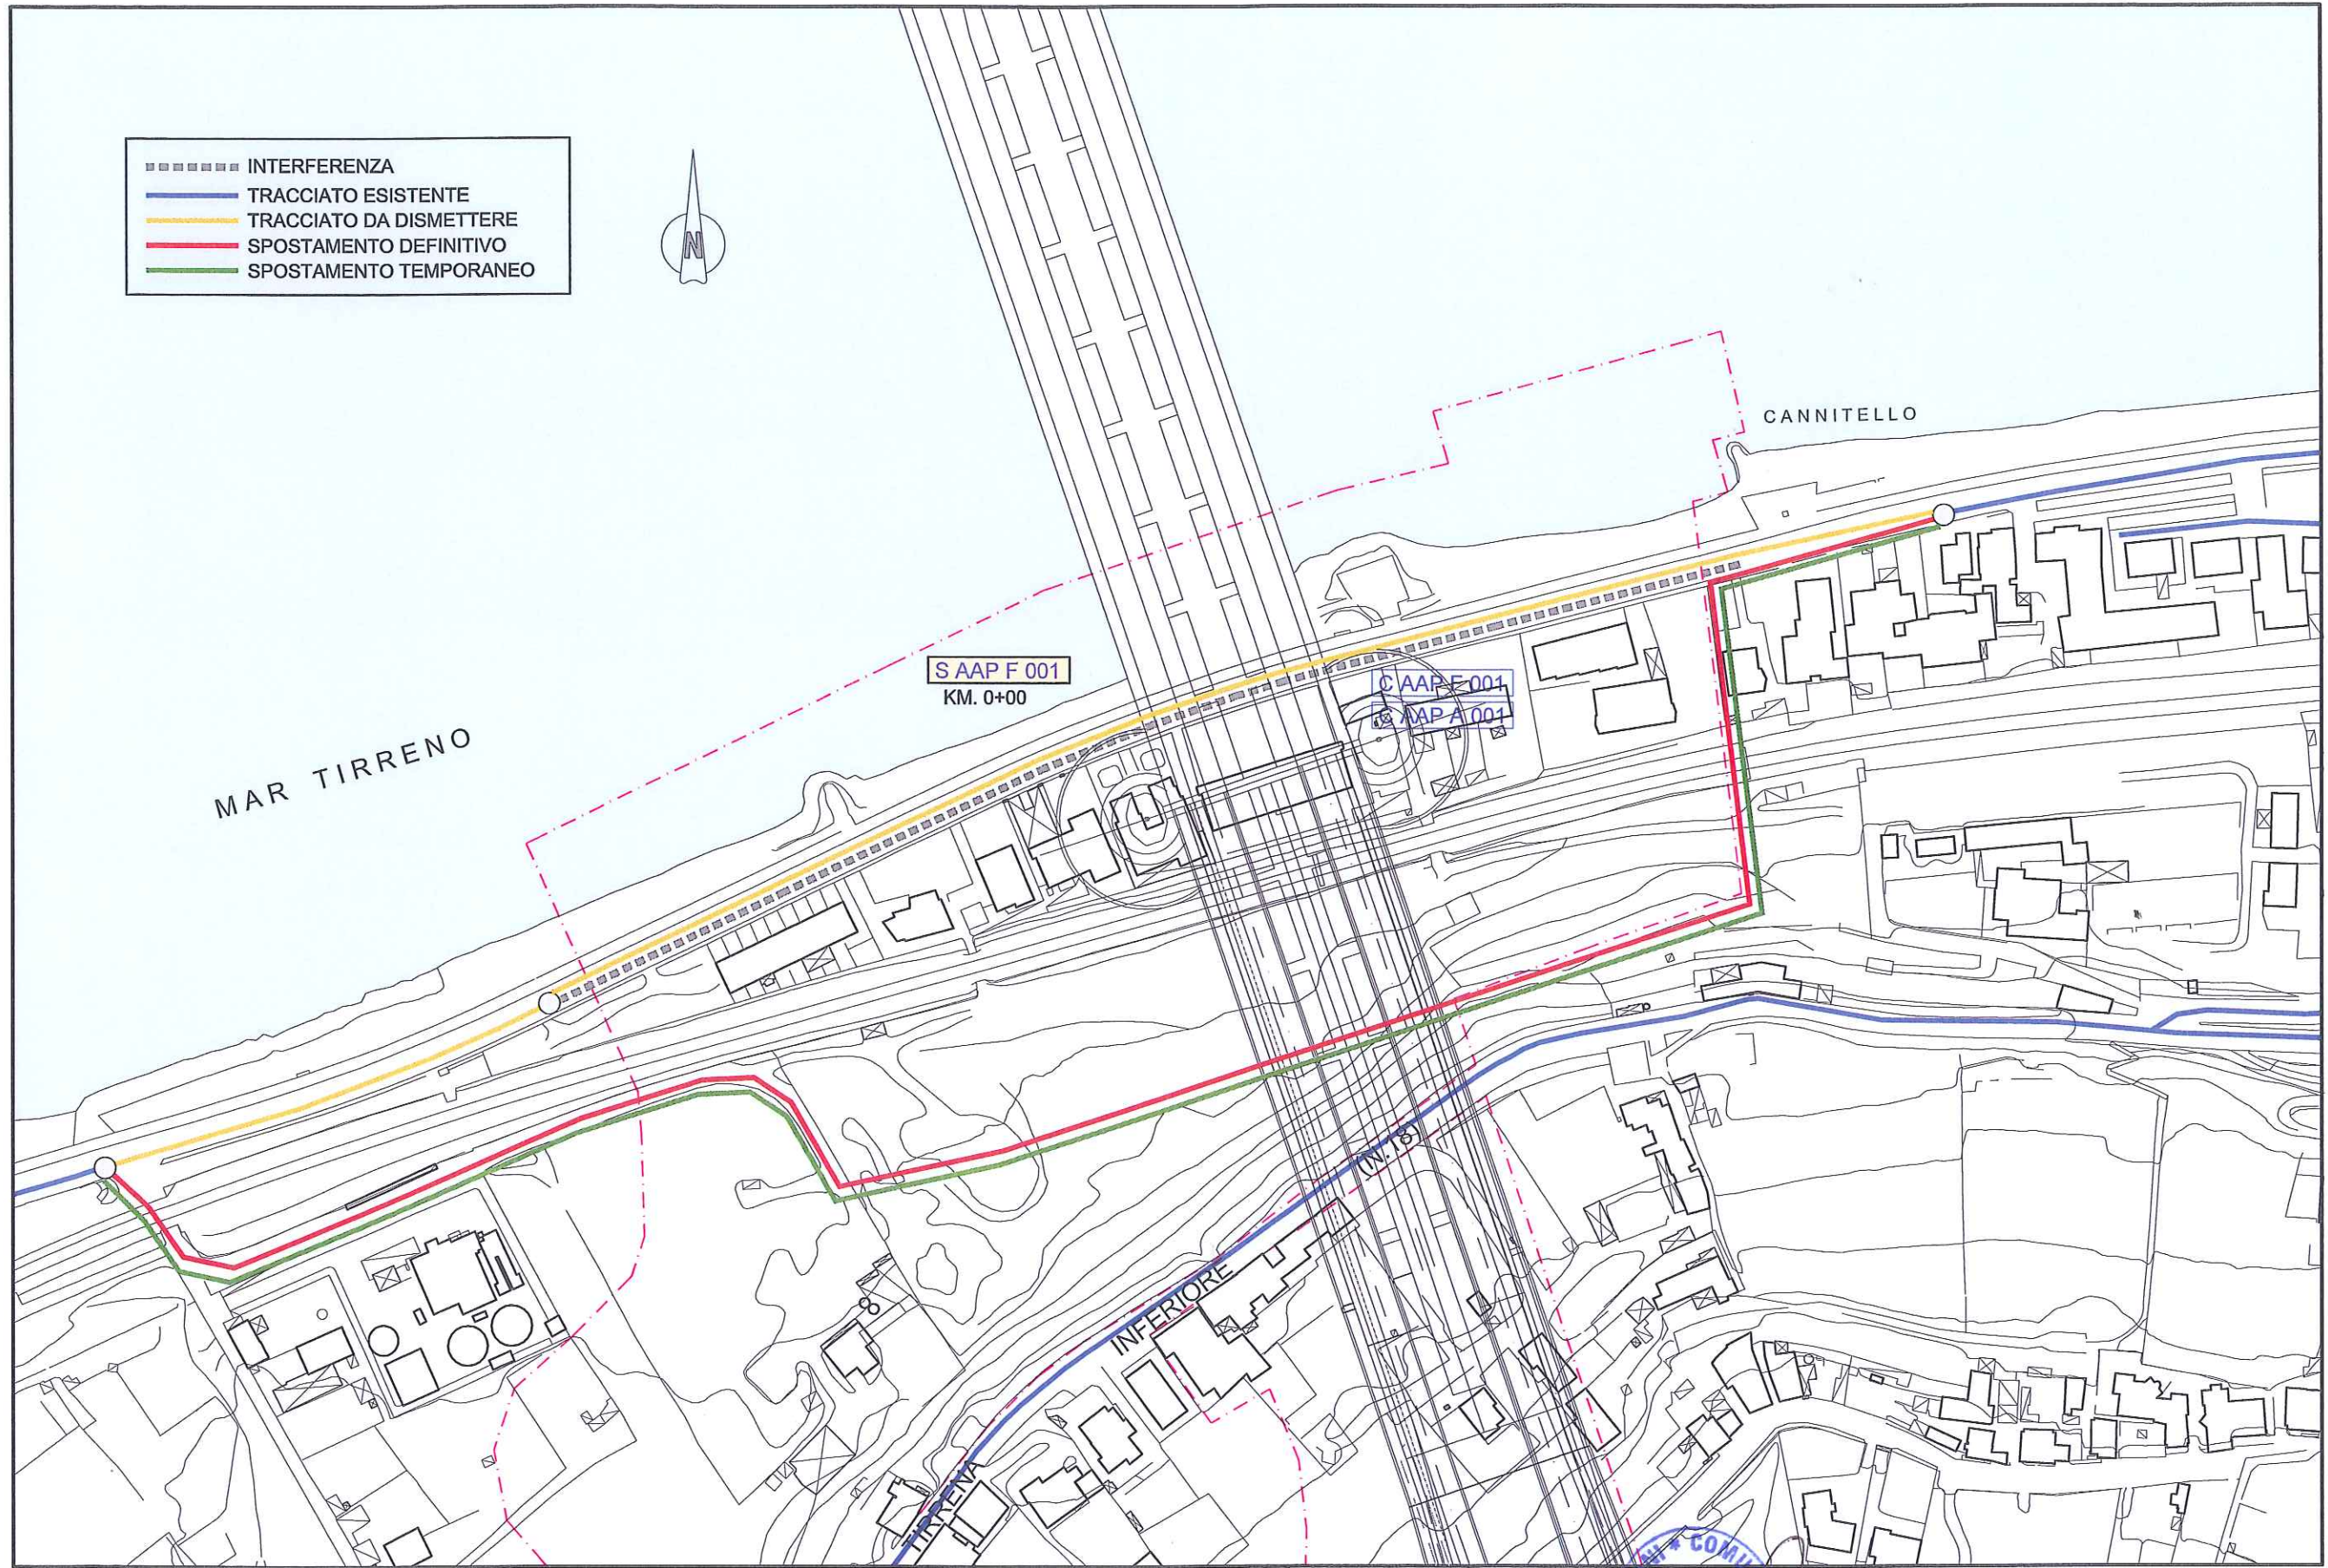 INTERFERENZA
TRACCIATO ESISTENTE
TRACCIATO DA DISMETTERE
SPOSTAMENTO DEFINITIVO
SPOSTAMENTO TEMPORANEO
N
CANNITELLO
S AAP F 001
KM. 0+00
C AAP F 001
C AAP A 001
MAR TIRRENO
(N.18)
INFERIORE
TIRRENA